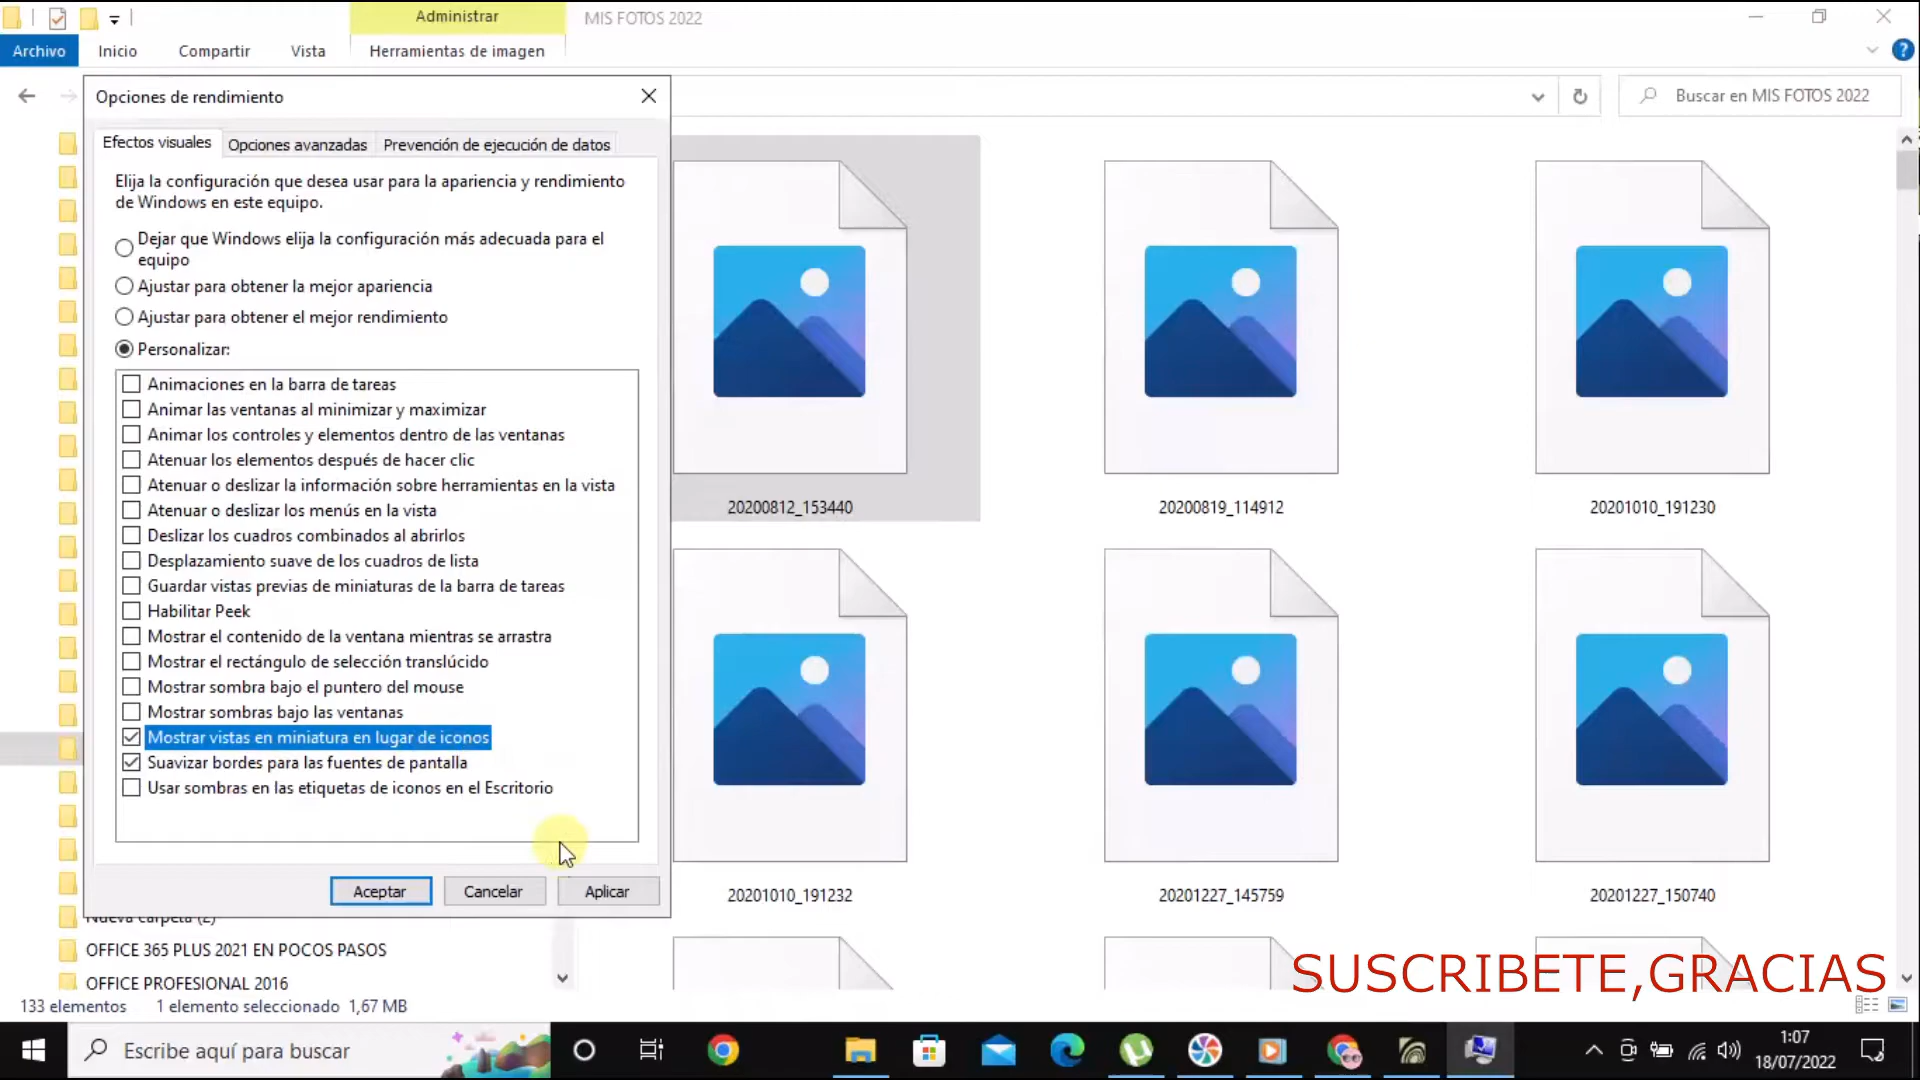 Administrar
MIS FOTOS 2022
Archivo
Inicio
Compartir
Vista
Herramientas de imagen
Opciones de rendimiento
Buscar en MIS FOTOS 2022
Efectos visuales
Opciones avanzadas
Prevención de ejecución de datos
Elija la configuración que desea usar para la apariencia y rendimiento
de Windows en este equipo.
Dejar que Windows elija la configuración más adecuada para el
equipo
Ajustar para obtener la mejor apariencia
Ajustar para obtener el mejor rendimiento
Personalizar:
Animaciones en la barra de tareas
Animar las ventanas al minimizar y maximizar
Animar los controles y elementos dentro de las ventanas
Atenuar los elementos después de hacer clic
Atenuar o deslizar la información sobre herramientas en la vista
Atenuar o deslizar los menús en la vista
Deslizar los cuadros combinados al abrirlos
Desplazamiento suave de los cuadros de lista
Guardar vistas previas de miniaturas de la barra de tareas
Habilitar Peek
Mostrar el contenido de la ventana mientras se arrastra
Mostrar el rectángulo de selección translúcido
Mostrar sombra bajo el puntero del mouse
Mostrar sombras bajo las ventanas
Mostrar vistas en miniatura en lugar de iconos
Suavizar bordes para las fuentes de pantalla
Usar sombras en las etiquetas de iconos en el Escritorio
Aceptar
Cancelar
Aplicar
20200812_153440
20200819_114912
20201010_191230
20201010_191232
20201227_145759
20201227_150740
Nueva carpeta (2)
OFFICE 365 PLUS 2021 EN POCOS PASOS
OFFICE PROFESIONAL 2016
SUSCRIBETE,GRACIAS
133 elementos
1 elemento seleccionado 1,67 MB
Escribe aquí para buscar
1:07
18/07/2022